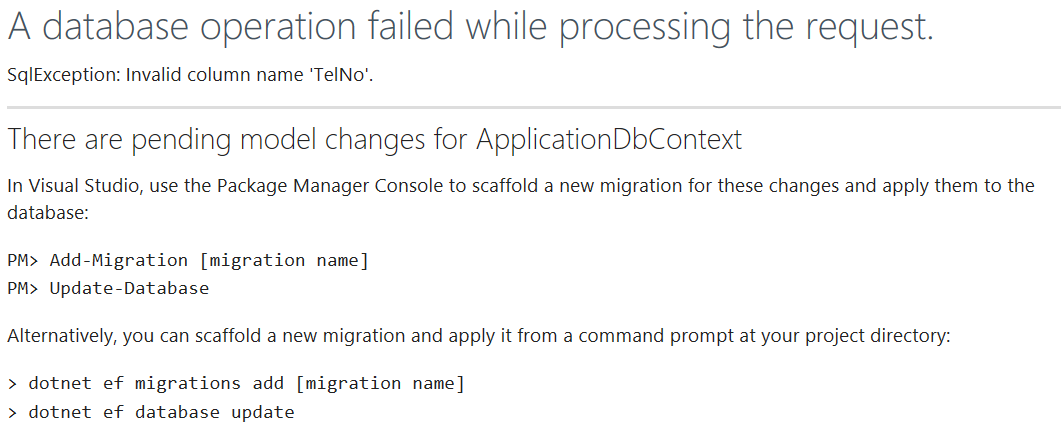 A database operation failed while processing the request.
SqlException: Invalid column name 'TelNo'.
There are pending model changes for ApplicationDbContext
In Visual Studio, use the Package Manager Console to scaffold a new migration for these changes and apply them to the
database:
PM> Add-Migration [migration name]
PM> Update-Database
Alternatively, you can scaffold a new migration and apply it from a command prompt at your project directory:
> dotnet ef migrations add [migration name]
> dotnet ef database update